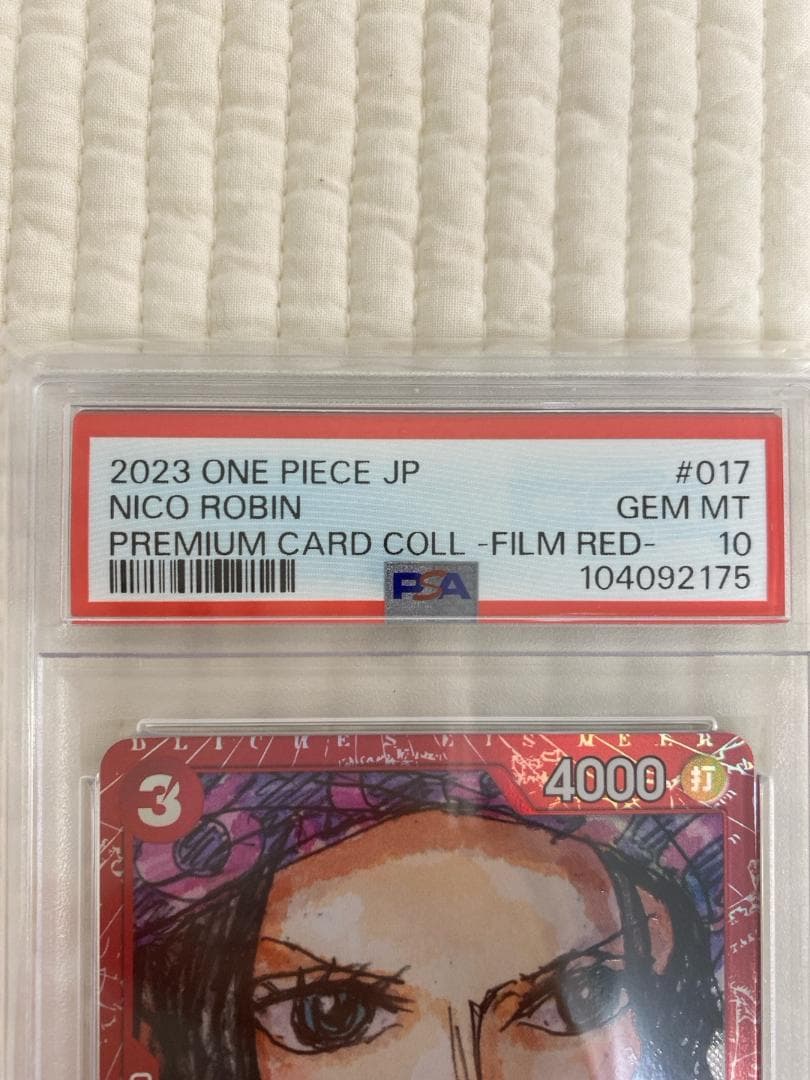 2023 ONE PIECE JP #017
NICO ROBIN GEM MT
PREMIUM CARD COLL -FILM RED- 10
PSA 104092175
3 4000 打